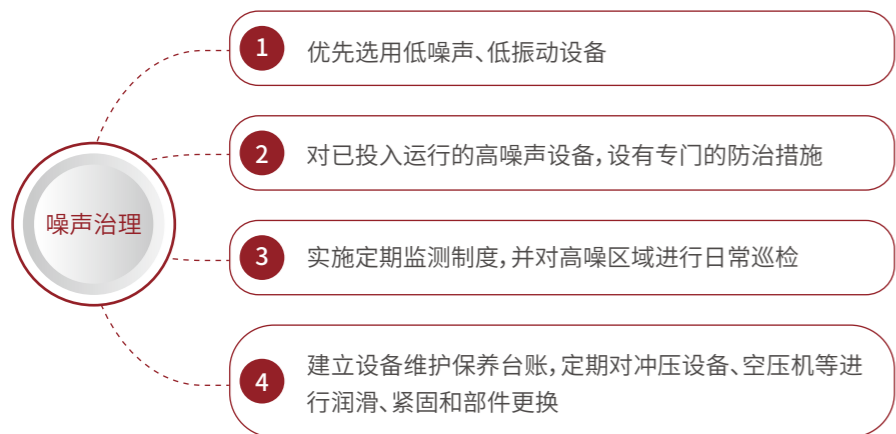 噪声治理
1
优先选用低噪声、低振动设备
2
对已投入运行的高噪声设备，设有专门的防治措施
3
实施定期监测制度，并对高噪区域进行日常巡检
4
建立设备维护保养台账，定期对冲压设备、空压机等进
行润滑、紧固和部件更换